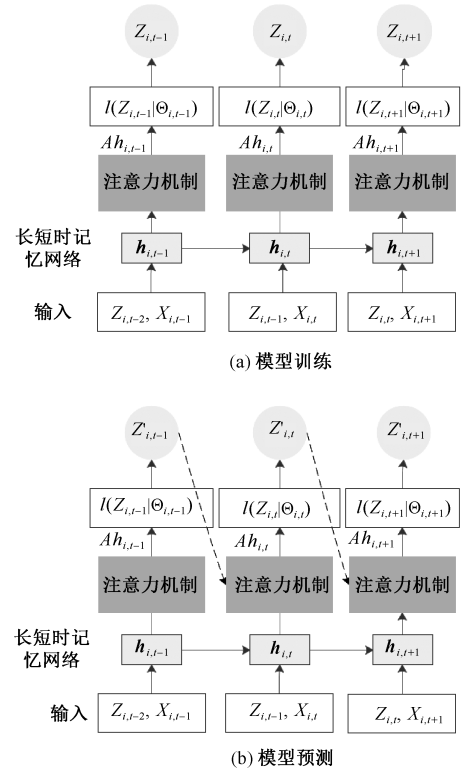 Z_{i,t−1} Z_{i,t} Z_{i,t+1}
l(Z_{i,t−1}|Θ_{i,t−1}) l(Z_{i,t}|Θ_{i,t}) l(Z_{i,t+1}|Θ_{i,t+1})
Ah_{i,t−1} Ah_{i,t} Ah_{i,t+1}
注意力机制 注意力机制 注意力机制
长短时记
忆网络
h_{i,t−1} h_{i,t} h_{i,t+1}
输入 Z_{i,t−2}, X_{i,t−1} Z_{i,t−1}, X_{i,t} Z_{i,t}, X_{i,t+1}
(a) 模型训练
Z'_{i,t−1} Z'_{i,t} Z'_{i,t+1}
l(Z_{i,t−1}|Θ_{i,t−1}) l(Z_{i,t}|Θ_{i,t}) l(Z_{i,t+1}|Θ_{i,t+1})
Ah_{i,t−1} Ah_{i,t} Ah_{i,t+1}
注意力机制 注意力机制 注意力机制
长短时记
忆网络
h_{i,t−1} h_{i,t} h_{i,t+1}
输入 Z_{i,t−2}, X_{i,t−1} Z_{i,t−1}, X_{i,t} Z_{i,t}, X_{i,t+1}
(b) 模型预测